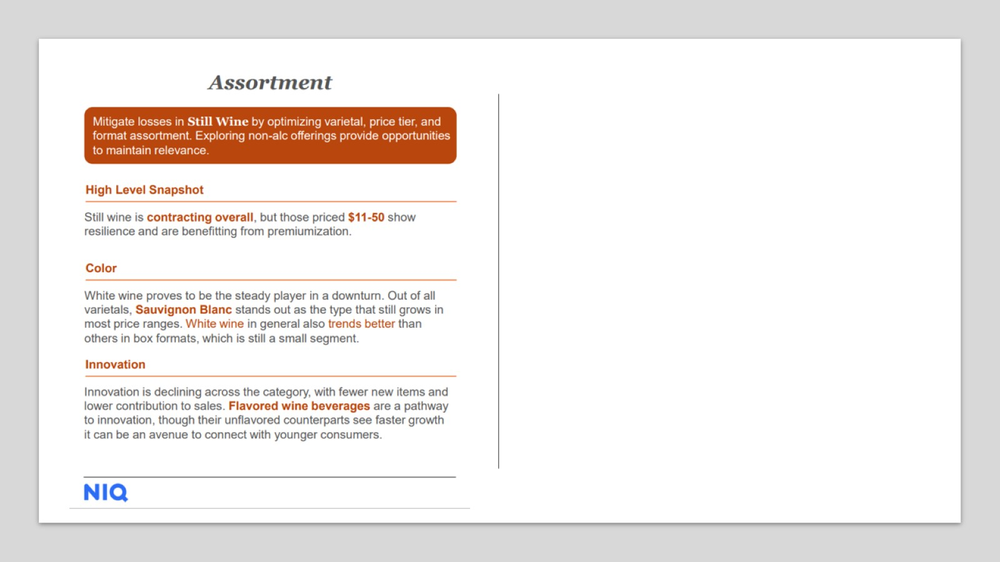 Assortment
Mitigate losses in Still Wine by optimizing varietal, price tier, and
format assortment. Exploring non-alc offerings provide opportunities
to maintain relevance.
High Level Snapshot
Still wine is contracting overall, but those priced $11-50 show
resilience and are benefitting from premiumization.
Color
White wine proves to be the steady player in a downturn. Out of all
varietals, Sauvignon Blanc stands out as the type that still grows in
most price ranges. White wine in general also trends better than
others in box formats, which is still a small segment.
Innovation
Innovation is declining across the category, with fewer new items and
lower contribution to sales. Flavored wine beverages are a pathway
to innovation, though their unflavored counterparts see faster growth
it can be an avenue to connect with younger consumers.
NIQ